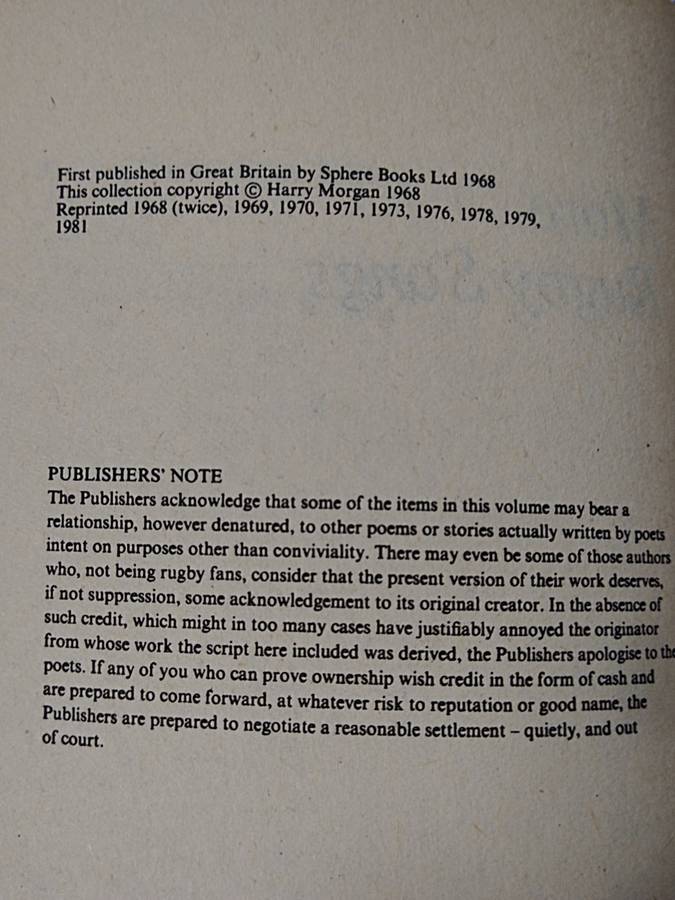 First published in Great Britain by Sphere Books Ltd 1968
This collection copyright © Harry Morgan 1968
Reprinted 1968 (twice), 1969, 1970, 1971, 1973, 1976, 1978, 1979,
1981
Songs
PUBLISHERS' NOTE
The Publishers acknowledge that some of the items in this volume may bear a
relationship, however denatured, to other poems or stories actually written by poets
intent on purposes other than conviviality. There may even be some of those authors
who, not being rugby fans, consider that the present version of their work deserves,
if not suppression, some acknowledgement to its original creator. In the absence of
such credit, which might in too many cases have justifiably annoyed the originator
from whose work the script here included was derived, the Publishers apologise to the
poets. If any of you who can prove ownership wish credit in the form of cash and
are prepared to come forward, at whatever risk to reputation or good name, the
Publishers are prepared to negotiate a reasonable settlement – quietly, and out
of court.